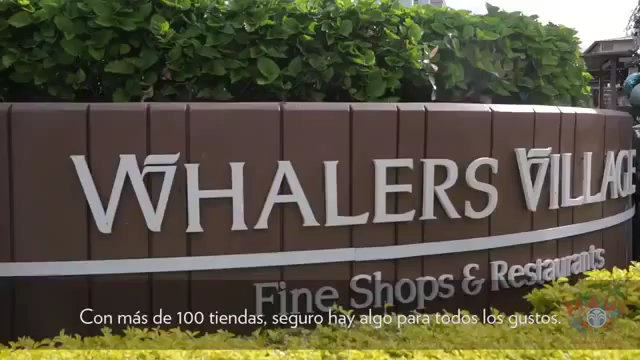 WHALERS VILLAGE
Fine Shops & Restaurants
Con más de 100 tiendas, seguro hay algo para todos los gustos.